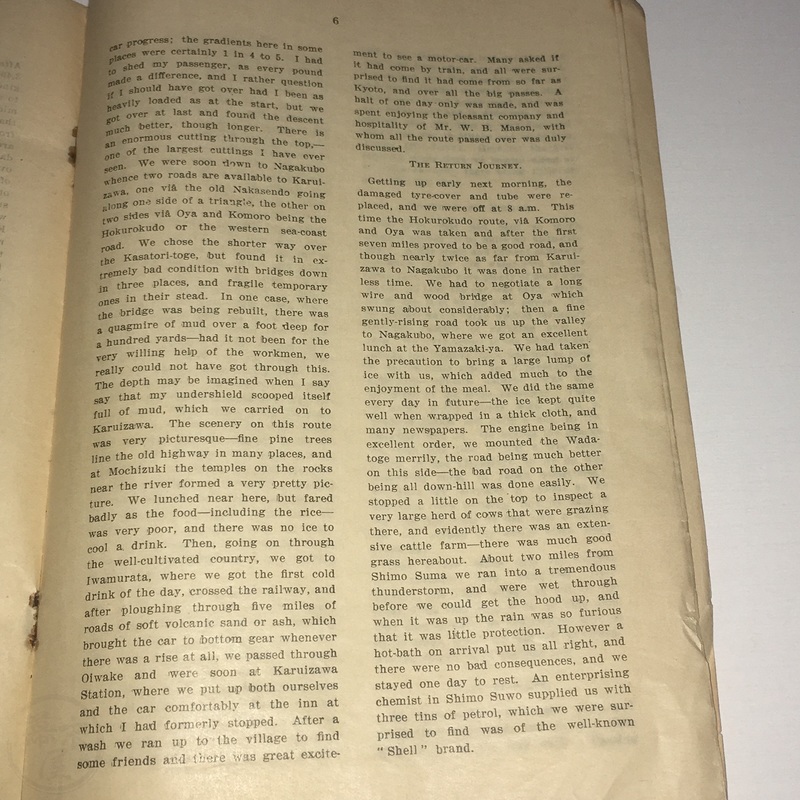 6
car progress; the gradients here in some
places were certainly 1 in 4 to 5. I had
to shed my passenger, as every pound
made a difference, and I rather question
if I should have got over had I been as
heavily loaded as at the start, but we
got over at last and found the descent
much better, though longer. There is
an enormous cutting through the top,—
one of the largest cuttings I have ever
seen. We were soon down to Nagakubo
whence two roads are available to Karui-
zawa, one viâ the old Nakasendo going
along one side of a triangle, the other on
two sides viâ Oya and Komoro being the
Hokurokudo or the western sea-coast
road. We chose the shorter way over
the Kasatori-toge, but found it in ex-
tremely bad condition with bridges down
in three places, and fragile temporary
ones in their stead. In one case, where
the bridge was being rebuilt, there was
a quagmire of mud over a foot deep for
a hundred yards—had it not been for the
very willing help of the workmen, we
really could not have got through this.
The depth may be imagined when I say
say that my undershield scooped itself
full of mud, which we carried on to
Karuizawa. The scenery on this route
was very picturesque—fine pine trees
line the old highway in many places, and
at Mochizuki the temples on the rocks
near the river formed a very pretty pic-
ture. We lunched near here, but fared
badly as the food—including the rice—
was very poor, and there was no ice to
cool a drink. Then, going on through
the well-cultivated country, we got to
Iwamurata, where we got the first cold
drink of the day, crossed the railway, and
after ploughing through five miles of
roads of soft volcanic sand or ash, which
brought the car to bottom gear whenever
there was a rise at all, we passed through
Oiwake and were soon at Karuizawa
Station, where we put up both ourselves
and the car comfortably at the inn at
which I had formerly stopped. After a
wash we ran up to the village to find
some friends and there was great excite-
ment to see a motor-car. Many asked if
it had come by train, and all were sur-
prised to find it had come from so far as
Kyoto, and over all the big passes. A
halt of one day only was made, and was
spent enjoying the pleasant company and
hospitality of Mr. W. B. Mason, with
whom all the route passed over was duly
discussed.
The Return Journey.
Getting up early next morning, the
damaged tyre-cover and tube were re-
placed, and we were off at 8 a.m. This
time the Hokurokudo route, viâ Komoro
and Oya was taken and after the first
seven miles proved to be a good road, and
though nearly twice as far from Karui-
zawa to Nagakubo it was done in rather
less time. We had to negotiate a long
wire and wood bridge at Oya which
swung about considerably; then a fine
gently-rising road took us up the valley
to Nagakubo, where we got an excellent
lunch at the Yamazaki-ya. We had taken
the precaution to bring a large lump of
ice with us, which added much to the
enjoyment of the meal. We did the same
every day in future—the ice kept quite
well when wrapped in a thick cloth, and
many newspapers. The engine being in
excellent order, we mounted the Wada-
toge merrily, the road being much better
on this side—the bad road on the other
being all down-hill was done easily. We
stopped a little on the top to inspect a
very large herd of cows that were grazing
there, and evidently there was an exten-
sive cattle farm—there was much good
grass hereabout. About two miles from
Shimo Suma we ran into a tremendous
thunderstorm, and were wet through
before we could get the hood up, and
when it was up the rain was so furious
that it was little protection. However a
hot-bath on arrival put us all right, and
there were no bad consequences, and we
stayed one day to rest. An enterprising
chemist in Shimo Suwo supplied us with
three tins of petrol, which we were sur-
prised to find was of the well-known
“ Shell ” brand.